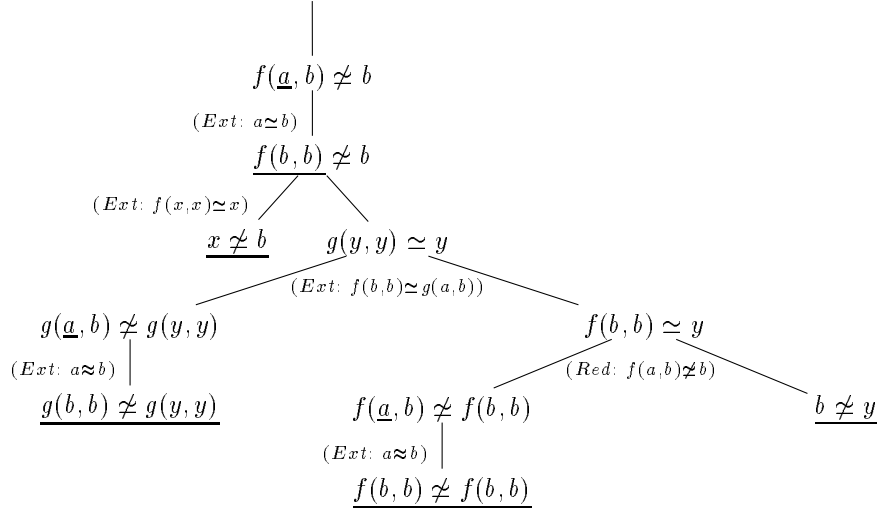 f(a, b) ≄ b
(Ext: a≃b)
f(b, b) ≄ b
(Ext: f(x,x)≃x)
x ≄ b g(y, y) ≃ y
(Ext: f(b,b)≃g(a,b))
g(a, b) ≄ g(y, y) f(b, b) ≃ y
(Ext: a≈b) (Red: f(a,b)≄b)
g(b, b) ≄ g(y, y) f(a, b) ≄ f(b, b) b ≄ y
(Ext: a≈b)
f(b, b) ≄ f(b, b)